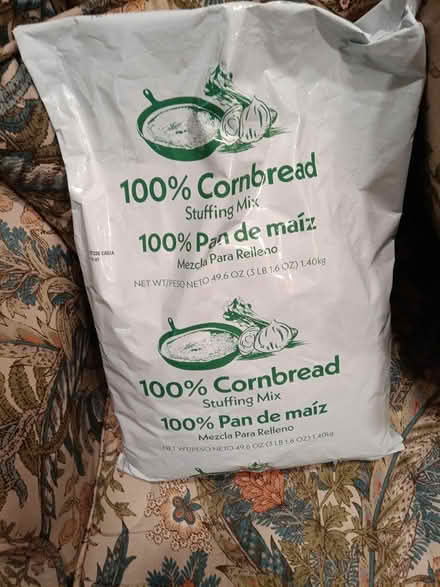 100% Cornbread
Stuffing Mix
100% Pan de maíz
Mezcla Para Relleno
NET WT/PESO NETO 49.6 OZ (3 LB 1.6 OZ) 1.40kg
100% Cornbread
Stuffing Mix
100% Pan de maíz
Mezcla Para Relleno
NET WT/PESO NETO 49.6 OZ (3 LB 1.6 OZ) 1.40kg